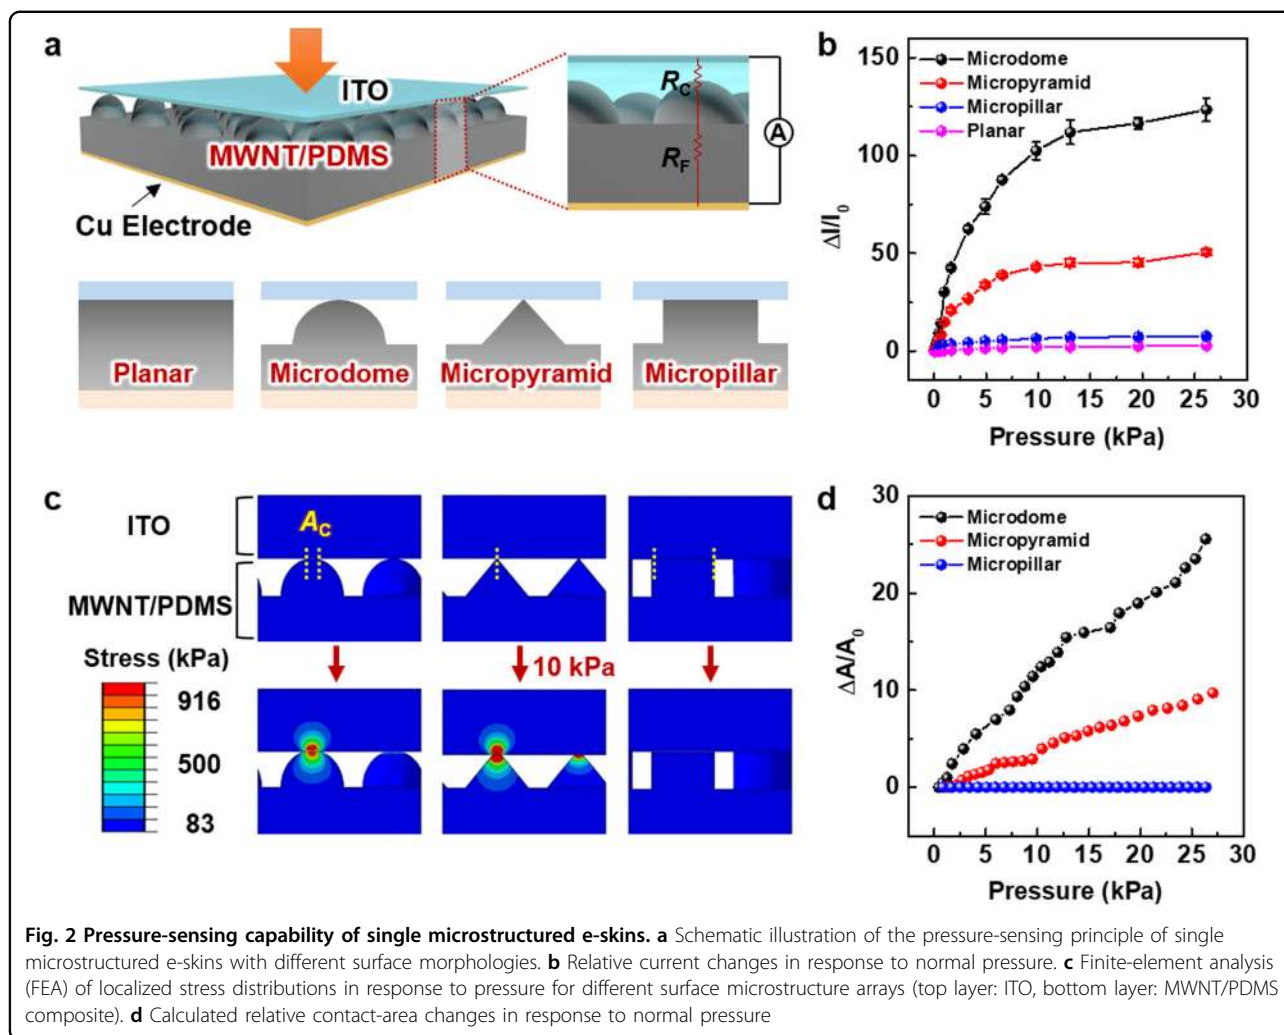 a
ITO
MWNT/PDMS
Cu Electrode
R_C
R_F
A
Planar
Microdome
Micropyramid
Micropillar
b
150
100
50
0
ΔI/I_0
Microdome
Micropyramid
Micropillar
Planar
0 5 10 15 20 25 30
Pressure (kPa)
c
ITO
A_C
MWNT/PDMS
Stress (kPa)
10 kPa
916
500
83
d
30
20
10
0
ΔA/A_0
Microdome
Micropyramid
Micropillar
0 5 10 15 20 25 30
Pressure (kPa)
Fig. 2 Pressure-sensing capability of single microstructured e-skins. a Schematic illustration of the pressure-sensing principle of single
microstructured e-skins with different surface morphologies. b Relative current changes in response to normal pressure. c Finite-element analysis
(FEA) of localized stress distributions in response to pressure for different surface microstructure arrays (top layer: ITO, bottom layer: MWNT/PDMS
composite). d Calculated relative contact-area changes in response to normal pressure